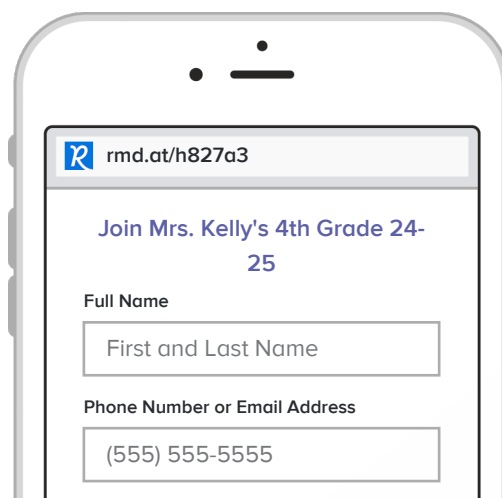 rmd.at/h827a3
Join Mrs. Kelly's 4th Grade 24-
25
Full Name
First and Last Name
Phone Number or Email Address
(555) 555-5555